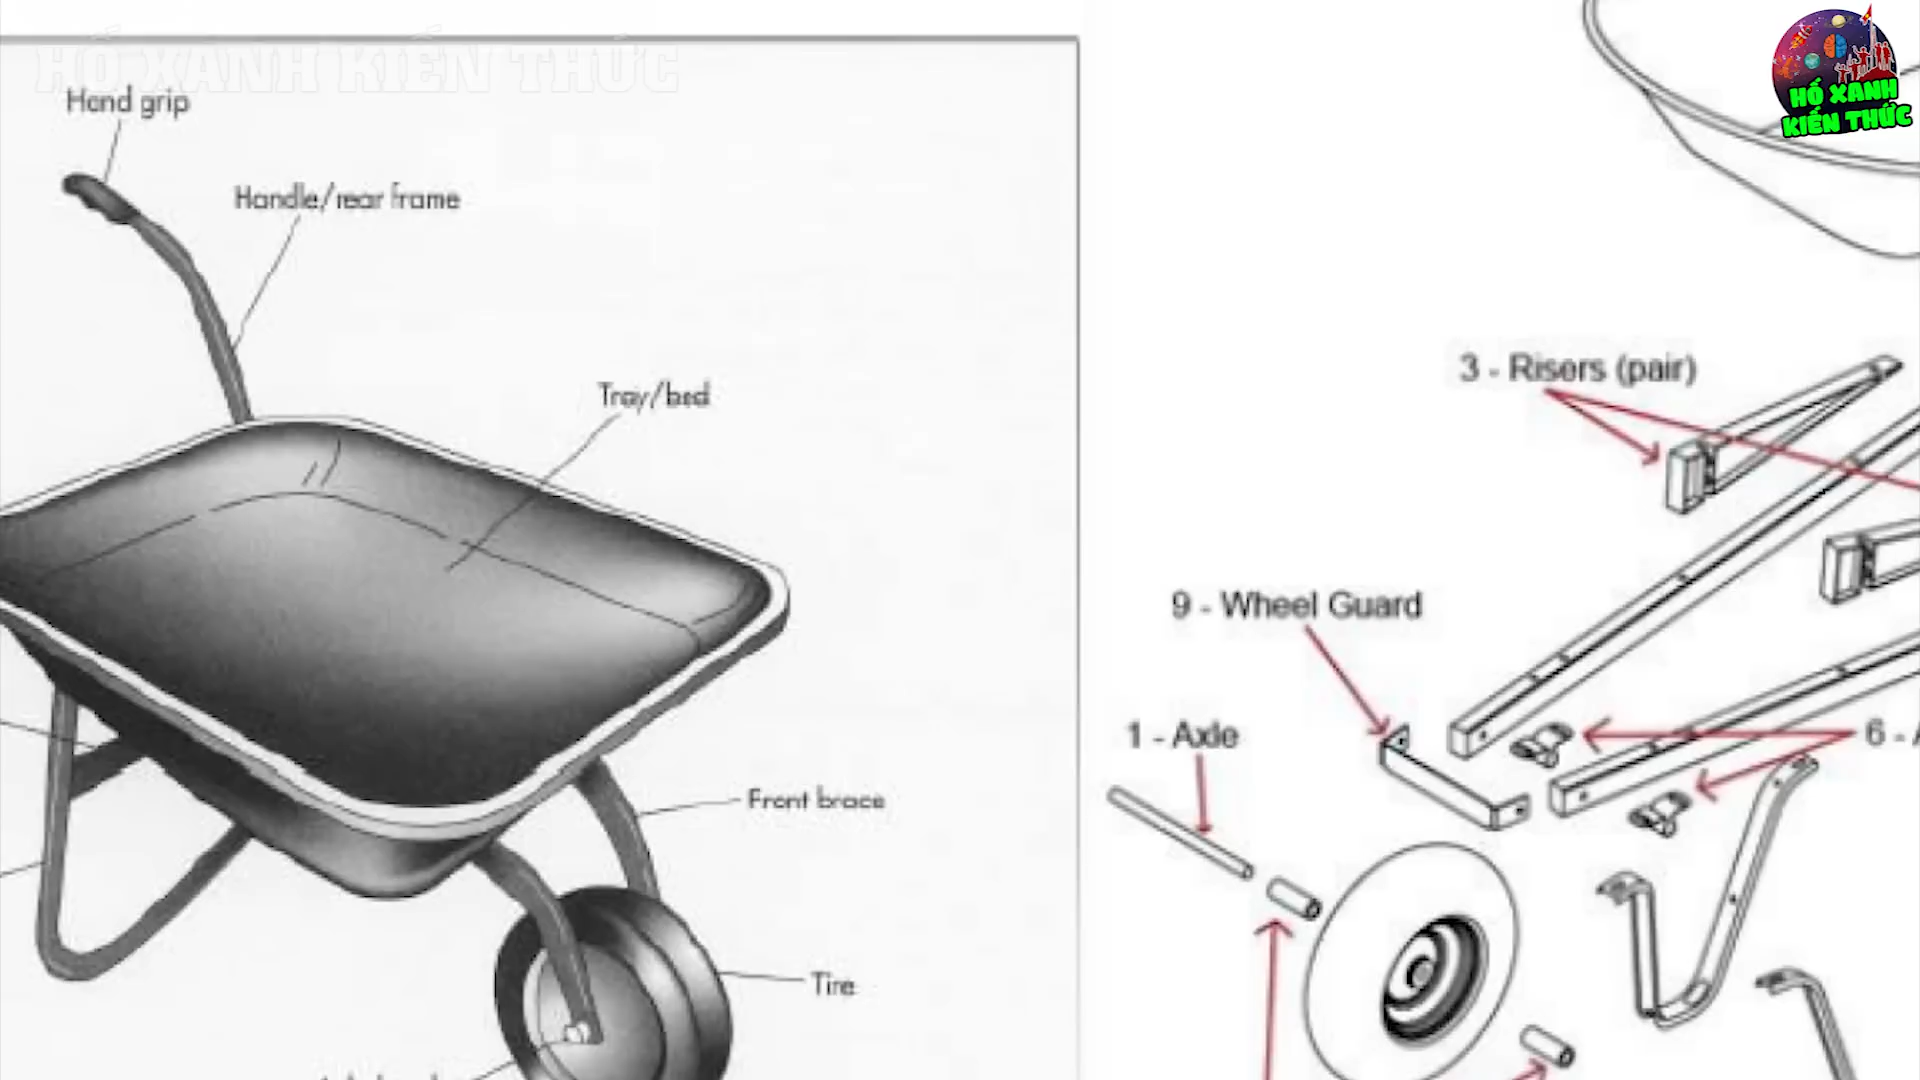 HỐ XANH KIẾN THỨC
Hand grip
Handle/rear frame
Tray/bed
Front brace
Tire
HỐ XANH
KIẾN THỨC
3 - Risers (pair)
9 - Wheel Guard
1 - Axle
6 -